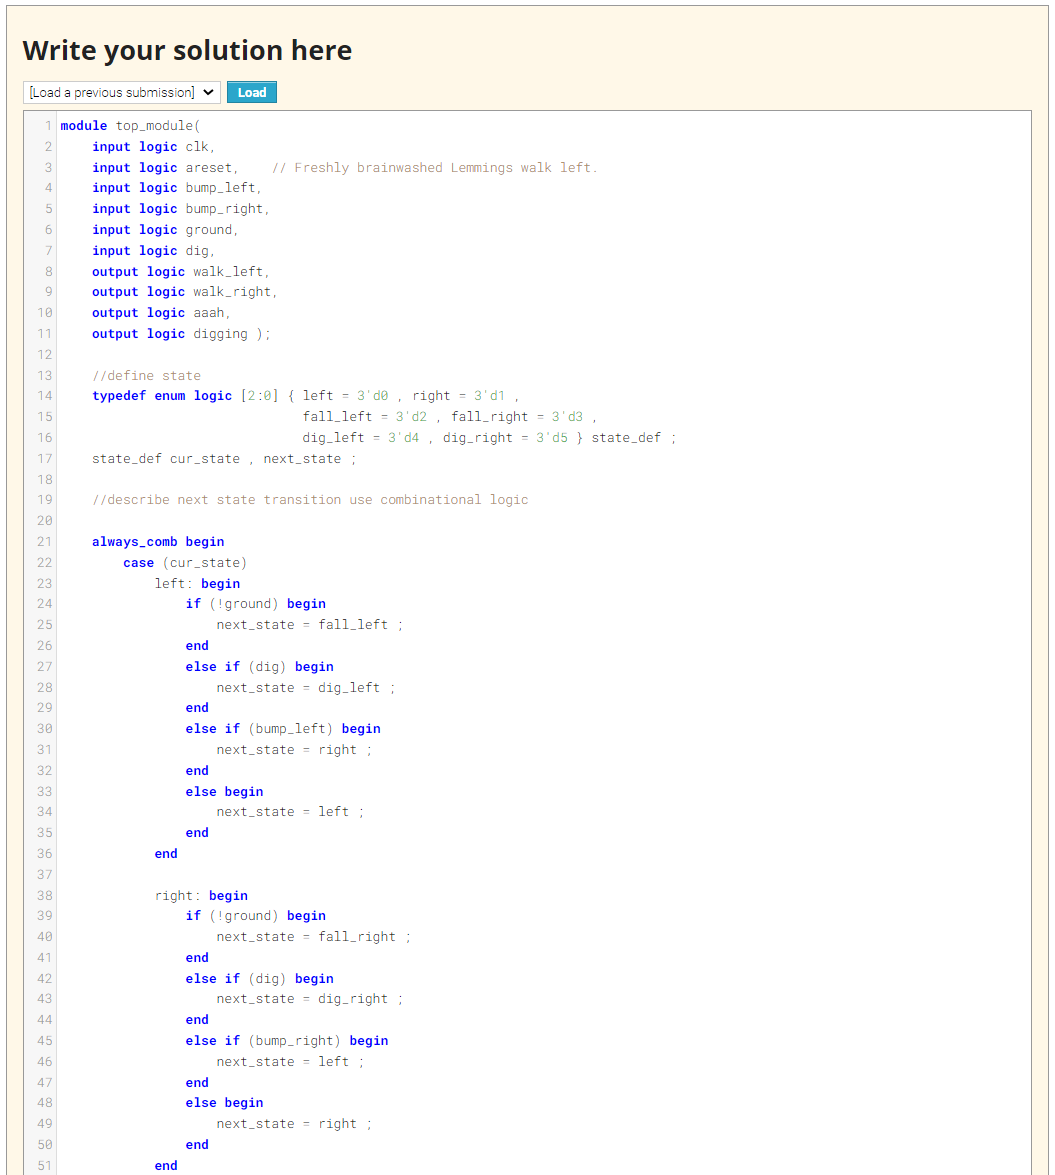 Write your solution here
[Load a previous submission] Load
1 module top_module(
2     input logic clk,
3     input logic areset,    // Freshly brainwashed Lemmings walk left.
4     input logic bump_left,
5     input logic bump_right,
6     input logic ground,
7     input logic dig,
8     output logic walk_left,
9     output logic walk_right,
10     output logic aaah,
11     output logic digging );
12
13     //define state
14     typedef enum logic [2:0] { left = 3'd0 , right = 3'd1 ,
15                                fall_left = 3'd2 , fall_right = 3'd3 ,
16                                dig_left = 3'd4 , dig_right = 3'd5 } state_def ;
17     state_def cur_state , next_state ;
18
19     //describe next state transition use combinational logic
20
21     always_comb begin
22         case (cur_state)
23             left: begin
24                 if (!ground) begin
25                     next_state = fall_left ;
26                 end
27                 else if (dig) begin
28                     next_state = dig_left ;
29                 end
30                 else if (bump_left) begin
31                     next_state = right ;
32                 end
33                 else begin
34                     next_state = left ;
35                 end
36             end
37
38             right: begin
39                 if (!ground) begin
40                     next_state = fall_right ;
41                 end
42                 else if (dig) begin
43                     next_state = dig_right ;
44                 end
45                 else if (bump_right) begin
46                     next_state = left ;
47                 end
48                 else begin
49                     next_state = right ;
50                 end
51             end